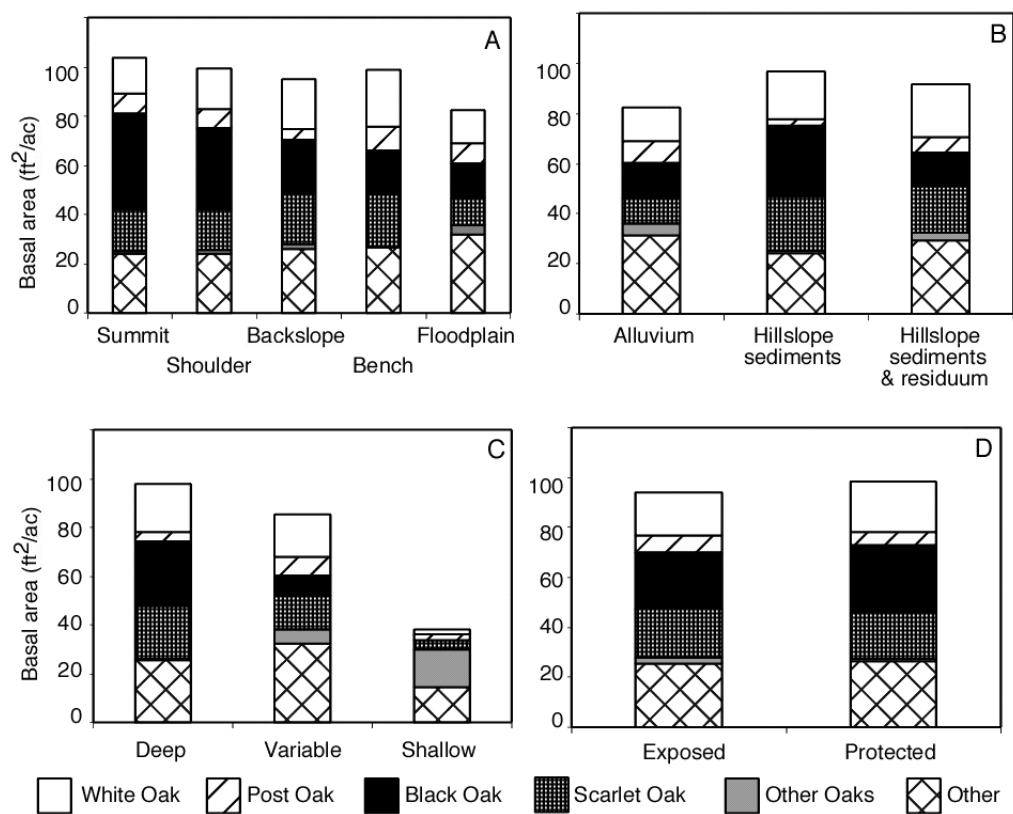 A
Basal area (ft²/ac)
100
80
60
40
20
0
Summit
Shoulder
Backslope
Bench
Floodplain
B
100
80
60
40
20
0
Alluvium
Hillslope
sediments
Hillslope
sediments
& residuum
C
Basal area (ft²/ac)
100
80
60
40
20
0
Deep
Variable
Shallow
D
100
80
60
40
20
0
Exposed
Protected
White Oak
Post Oak
Black Oak
Scarlet Oak
Other Oaks
Other